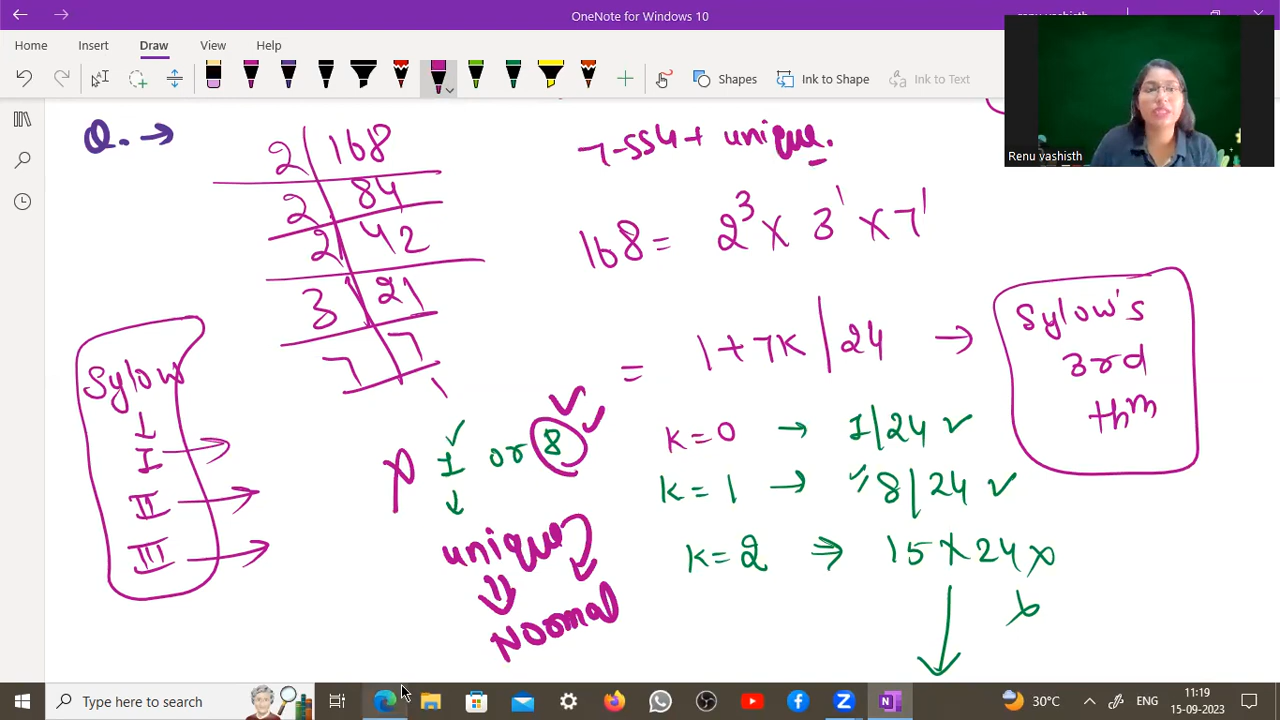 OneNote for Windows 10
renu vashisth
Home Insert Draw View Help
Shapes Ink to Shape Ink to Text
Renu vashisth
Q. →
2 | 168
2 | 84
2 | 42
3 | 21
7 | 7
1
7-SSG+ unique.
168 = 2³ × 3¹ × 7¹
= 1+7K | 24 →
Sylow's
3rd
thm
K=0 → 1|24 ✓
K=1 → 8|24 ✓
K=2 ⇒ 15 × 24 ×
Sylow
I
II
III
1 or 8
unique
⇓
Normal
Type here to search
30°C
ENG
11:19
15-09-2023